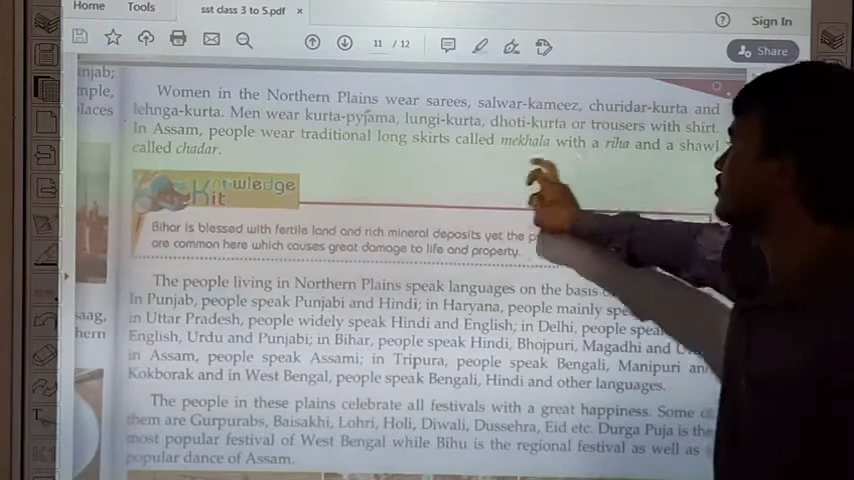 Home Tools sst class 3 to 5.pdf ×
Sign In
11 / 12
Share
njab;
mple,
laces
Women in the Northern Plains wear sarees, salwar-kameez, churidar-kurta and
lehnga-kurta. Men wear kurta-pyjama, lungi-kurta, dhoti-kurta or trousers with shirt.
In Assam, people wear traditional long skirts called mekhala with a riha and a shawl
called chadar.
Knowledge
Kit
Bihar is blessed with fertile land and rich mineral deposits yet the p
are common here which causes great damage to life and property.
The people living in Northern Plains speak languages on the basis
In Punjab, people speak Punjabi and Hindi; in Haryana, people mainly spe
in Uttar Pradesh, people widely speak Hindi and English; in Delhi, people speak
English, Urdu and Punjabi; in Bihar, people speak Hindi, Bhojpuri, Magadhi and
in Assam, people speak Assami; in Tripura, people speak Bengali, Manipuri and
Kokborak and in West Bengal, people speak Bengali, Hindi and other languages.
aag,
hern
The people in these plains celebrate all festivals with a great happiness. Some
them are Gurpurabs, Baisakhi, Lohri, Holi, Diwali, Dussehra, Eid etc. Durga Puja is the
most popular festival of West Bengal while Bihu is the regional festival as well as
popular dance of Assam.